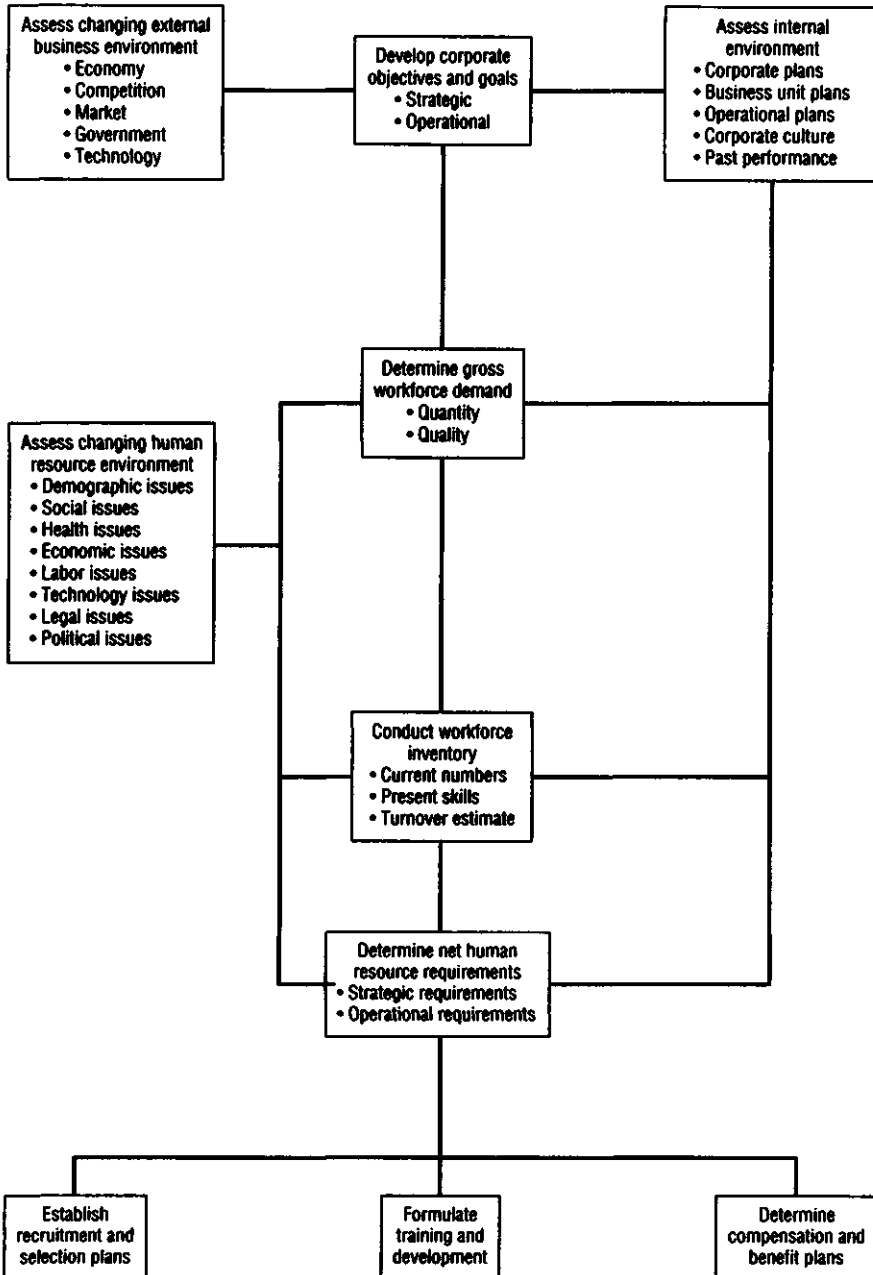 Assess changing external
business environment
• Economy
• Competition
• Market
• Government
• Technology
Develop corporate
objectives and goals
• Strategic
• Operational
Assess internal
environment
• Corporate plans
• Business unit plans
• Operational plans
• Corporate culture
• Past performance
Determine gross
workforce demand
• Quantity
• Quality
Assess changing human
resource environment
• Demographic issues
• Social issues
• Health issues
• Economic issues
• Labor issues
• Technology issues
• Legal issues
• Political issues
Conduct workforce
inventory
• Current numbers
• Present skills
• Turnover estimate
Determine net human
resource requirements
• Strategic requirements
• Operational requirements
Establish
recruitment and
selection plans
Formulate
training and
development
Determine
compensation and
benefit plans